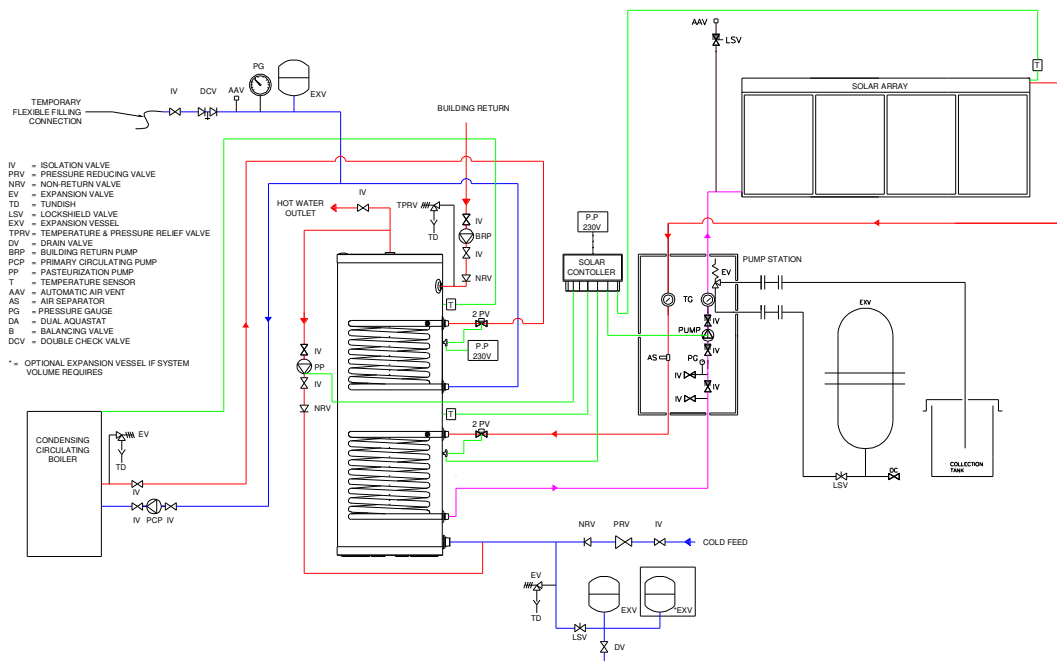 AAV
LSV
T
SOLAR ARRAY
PG
IV
DCV
AAV
EXV
TEMPORARY
FLEXIBLE FILLING
CONNECTION
BUILDING RETURN
IV = ISOLATION VALVE
PRV = PRESSURE REDUCING VALVE
NRV = NON-RETURN VALVE
EV = EXPANSION VALVE
TD = TUNDISH
LSV = LOCKSHIELD VALVE
EXV = EXPANSION VESSEL
TPRV = TEMPERATURE & PRESSURE RELIEF VALVE
DV = DRAIN VALVE
BRP = BUILDING RETURN PUMP
PCP = PRIMARY CIRCULATING PUMP
PP = PASTEURIZATION PUMP
T = TEMPERATURE SENSOR
AAV = AUTOMATIC AIR VENT
AS = AIR SEPARATOR
PG = PRESSURE GAUGE
DA = DUAL AQUASTAT
B = BALANCING VALVE
DCV = DOUBLE CHECK VALVE
* = OPTIONAL EXPANSION VESSEL IF SYSTEM
VOLUME REQUIRES
IV
HOT WATER
OUTLET
TPRV
TD
IV
BRP
IV
NRV
P.P
230V
SOLAR
CONTOLLER
PUMP STATION
EV
TG
IV
PUMP
IV
AS
PG
IV
IV
IV
EXV
T
2 PV
P.P
230V
IV
PP
IV
NRV
T
2 PV
CONDENSING
CIRCULATING
BOILER
EV
TD
IV
IV PCP IV
LSV
DC
COLLECTION
TANK
NRV
PRV
IV
COLD FEED
EV
TD
EXV
*EXV
LSV
DV